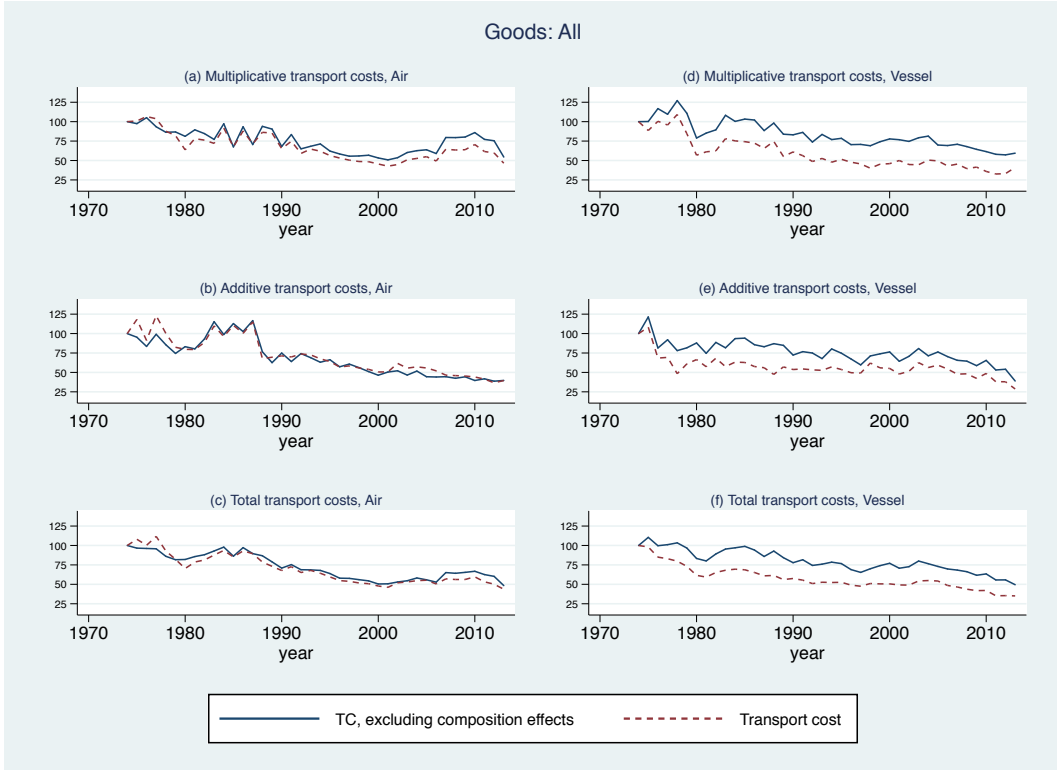 Goods: All
(a) Multiplicative transport costs, Air
125
100
75
50
25
1970 1980 1990 2000 2010
year
(d) Multiplicative transport costs, Vessel
125
100
75
50
25
1970 1980 1990 2000 2010
year
(b) Additive transport costs, Air
125
100
75
50
25
1970 1980 1990 2000 2010
year
(e) Additive transport costs, Vessel
125
100
75
50
25
1970 1980 1990 2000 2010
year
(c) Total transport costs, Air
125
100
75
50
25
1970 1980 1990 2000 2010
year
(f) Total transport costs, Vessel
125
100
75
50
25
1970 1980 1990 2000 2010
year
TC, excluding composition effects Transport cost